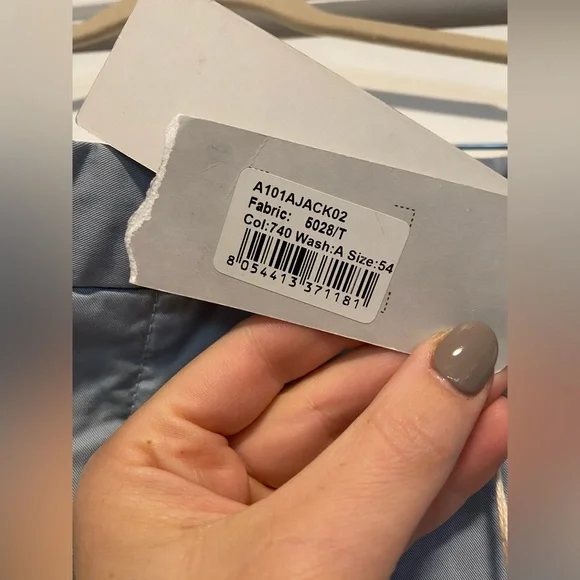 A101AJACK02
Fabric: 5028/T
Col:740 Wash:A Size:54
8 054413 371181